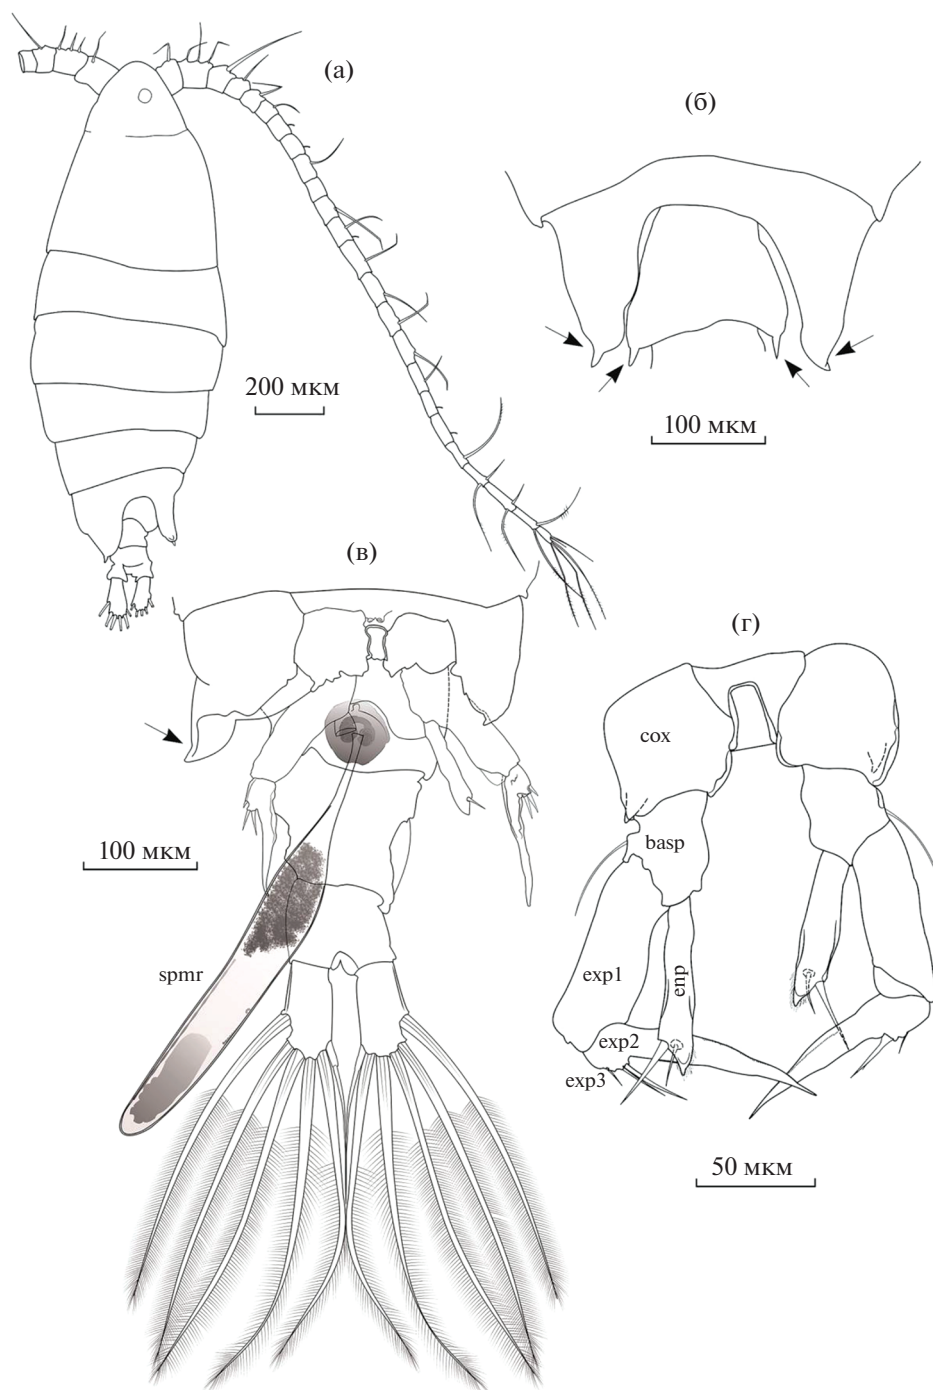 (а)
(б)
200 мкм
100 мкм
(в)
(г)
cox
100 мкм
basp
spmr
exp1
enp
exp2
exp3
50 мкм